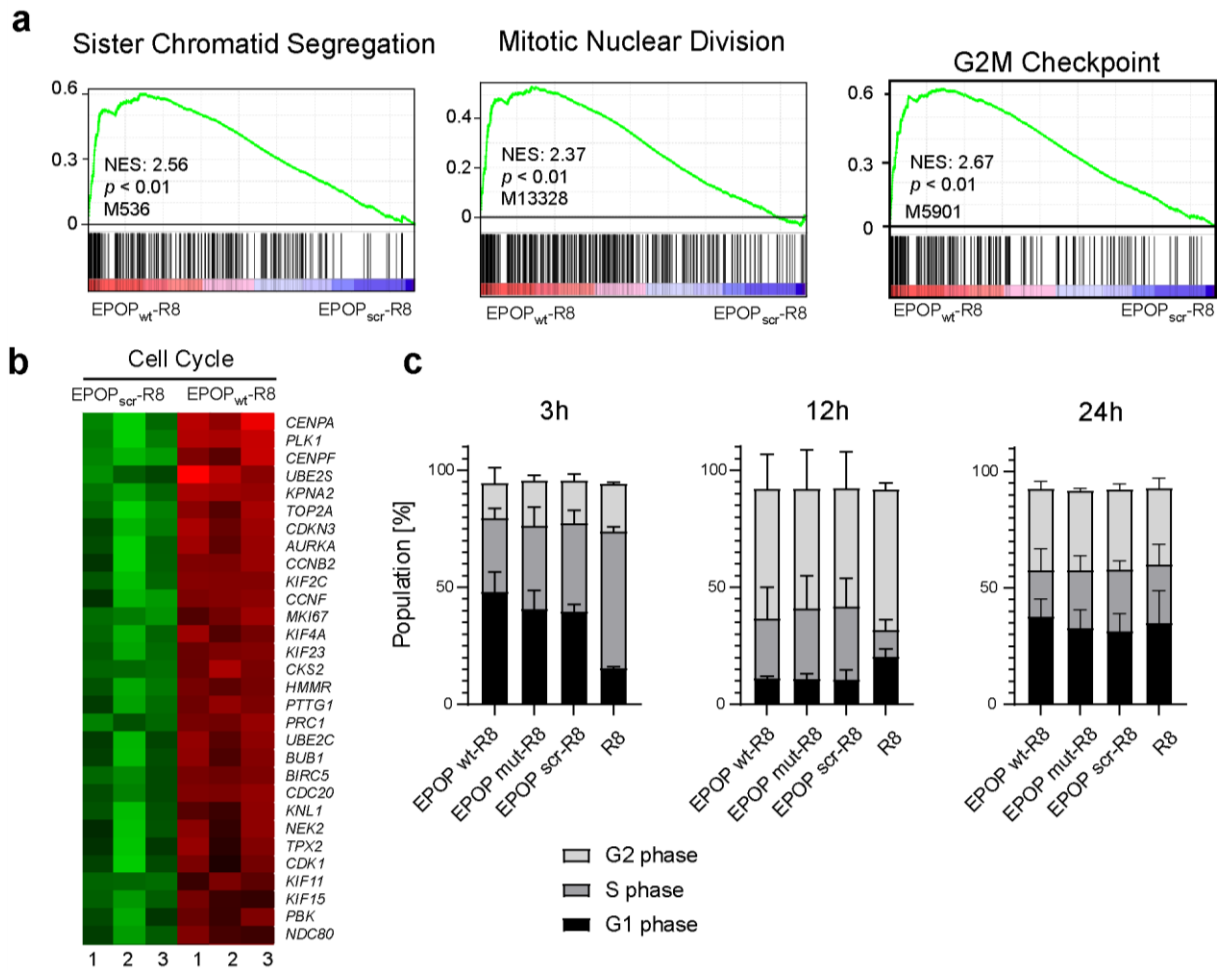 a
Sister Chromatid Segregation
0.6
0.3
0
NES: 2.56
p < 0.01
M536
EPOPwt-R8 EPOPscr-R8
Mitotic Nuclear Division
0.4
0.2
0
NES: 2.37
p < 0.01
M13328
EPOPwt-R8 EPOPscr-R8
G2M Checkpoint
0.6
0.3
0
NES: 2.67
p < 0.01
M5901
EPOPwt-R8 EPOPscr-R8
b
Cell Cycle
EPOPscr-R8 EPOPwt-R8
CENPA
PLK1
CENPF
UBE2S
KPNA2
TOP2A
CDKN3
AURKA
CCNB2
KIF2C
CCNF
MKI67
KIF4A
KIF23
CKS2
HMMR
PTTG1
PRC1
UBE2C
BUB1
BIRC5
CDC20
KNL1
NEK2
TPX2
CDK1
KIF11
KIF15
PBK
NDC80
1 2 3 1 2 3
c
3h
Population [%]
100
50
0
EPOP wt-R8
EPOP mut-R8
EPOP scr-R8
R8
12h
100
50
0
EPOP wt-R8
EPOP mut-R8
EPOP scr-R8
R8
24h
100
50
0
EPOP wt-R8
EPOP mut-R8
EPOP scr-R8
R8
G2 phase
S phase
G1 phase